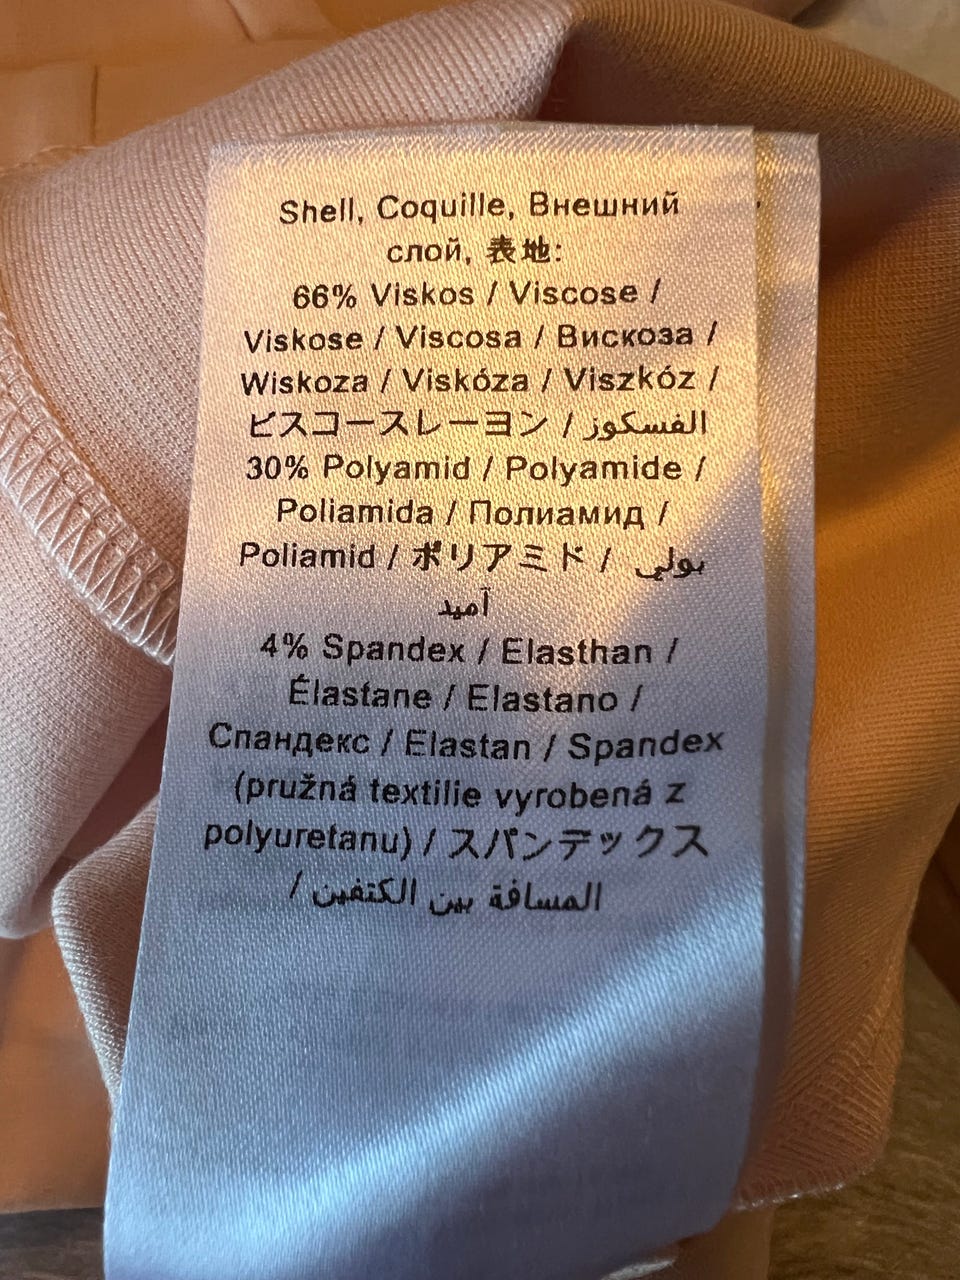 Shell, Coquille, Внешний
слой, 表地:
66% Viskos / Viscose /
Viskose / Viscosa / Вискоза /
Wiskoza / Viskóza / Viszkóz /
ビスコースレーヨン / الفسكوز
30% Polyamid / Polyamide /
Poliamida / Полиамид /
Poliamid / ポリアミド / بولي
آميد
4% Spandex / Elasthan /
Élastane / Elastano /
Спандекс / Elastan / Spandex
(pružná textilie vyrobená z
polyuretanu) / スパンテックス
المسافة بين الكتفين /